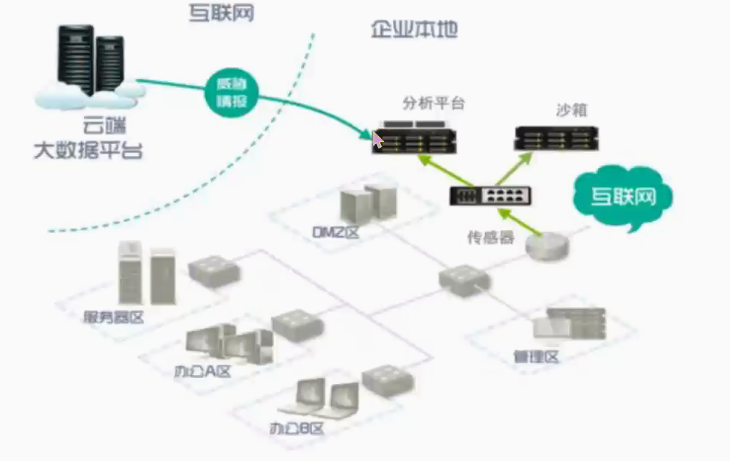 互联网
企业本地
威胁
情报
分析平台
沙箱
云端
大数据平台
互联网
DMZ区
传感器
服务器区
管理区
办公A区
办公B区